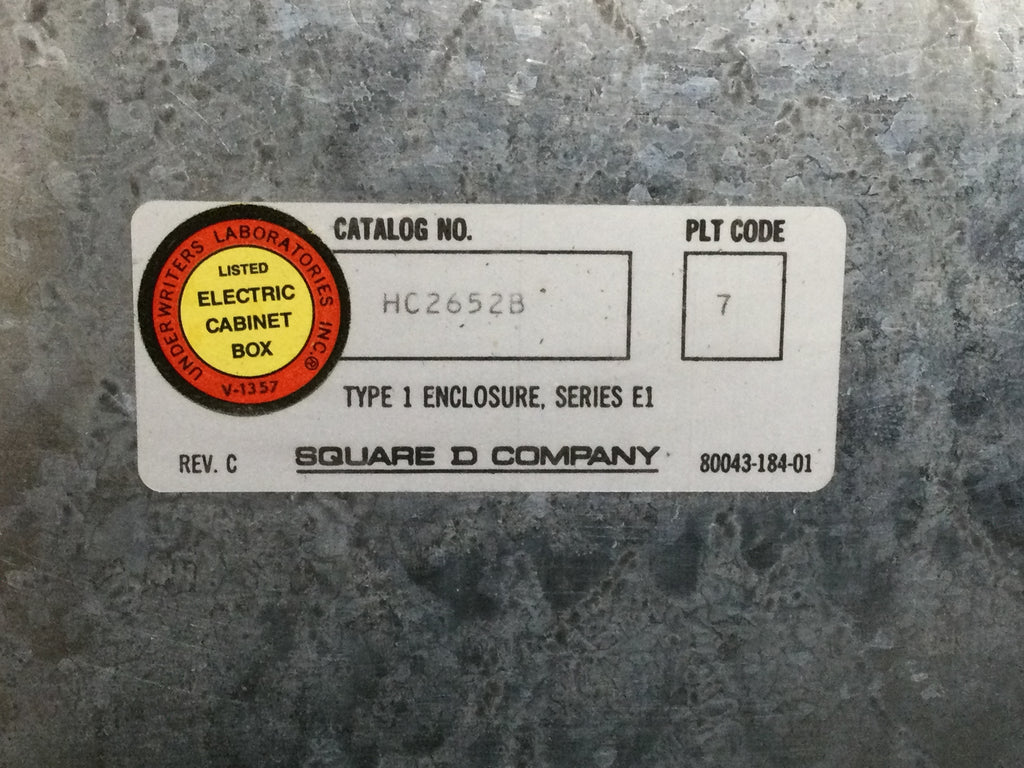 CATALOG NO.
PLT CODE
UNDERWRITERS LABORATORIES INC.®
LISTED
ELECTRIC
CABINET
BOX
V-1357
HC2652B
7
TYPE 1 ENCLOSURE, SERIES E1
REV. C
SQUARE D COMPANY
80043-184-01